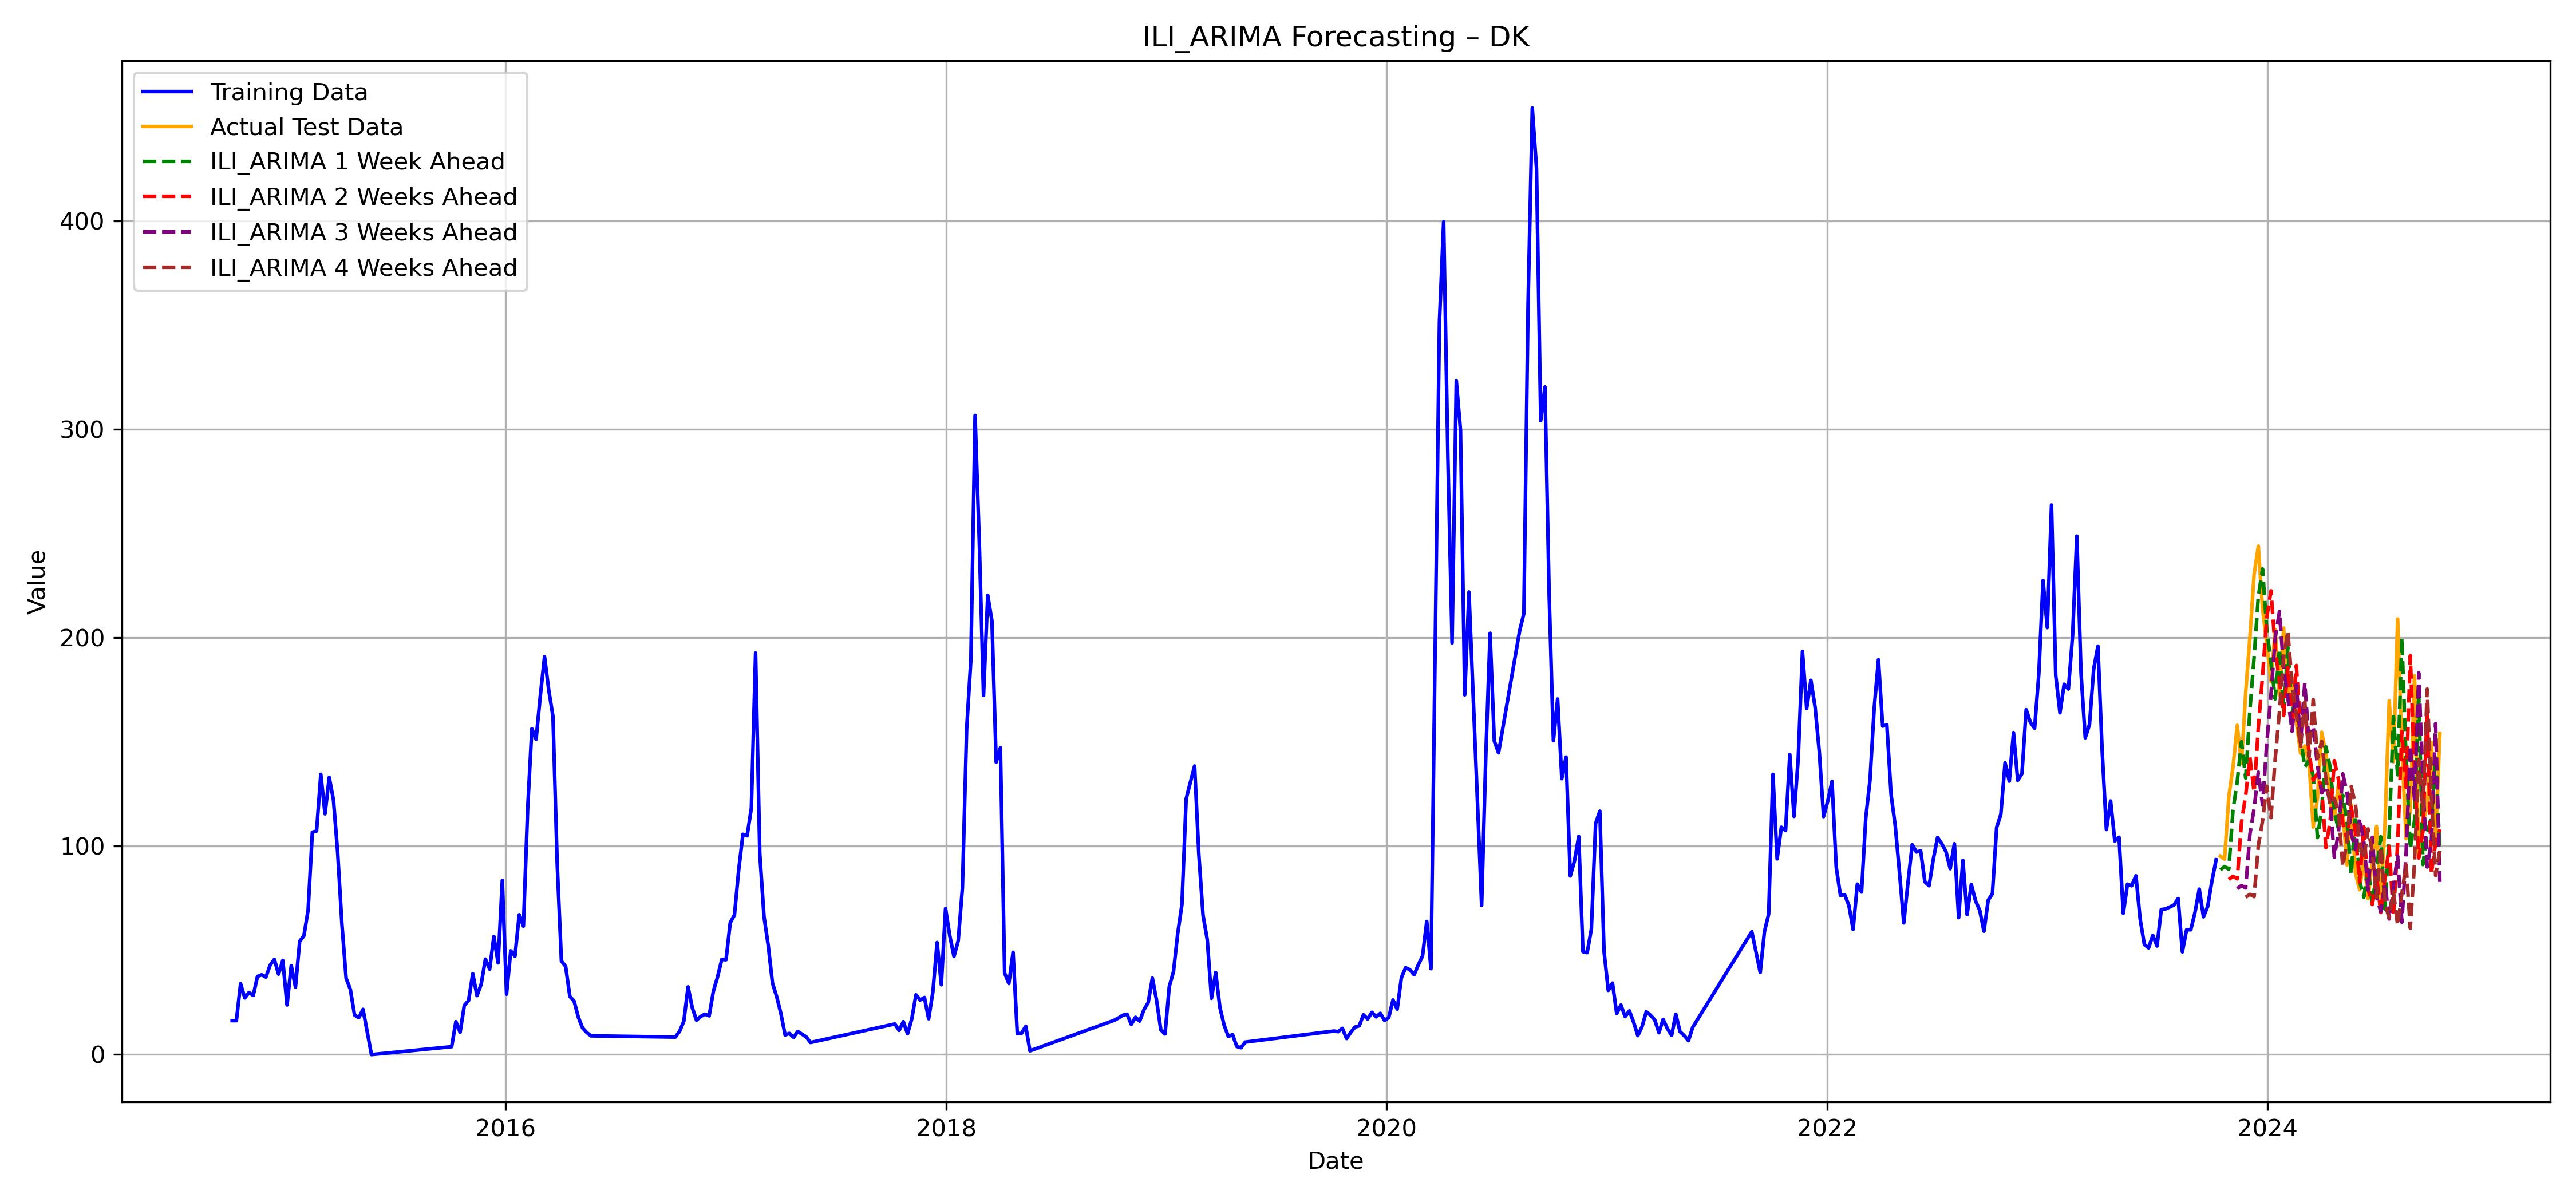 ILI_ARIMA Forecasting – DK
Training Data
Actual Test Data
ILI_ARIMA 1 Week Ahead
ILI_ARIMA 2 Weeks Ahead
ILI_ARIMA 3 Weeks Ahead
ILI_ARIMA 4 Weeks Ahead
400
300
200
100
0
Value
2016
2018
2020
2022
2024
Date